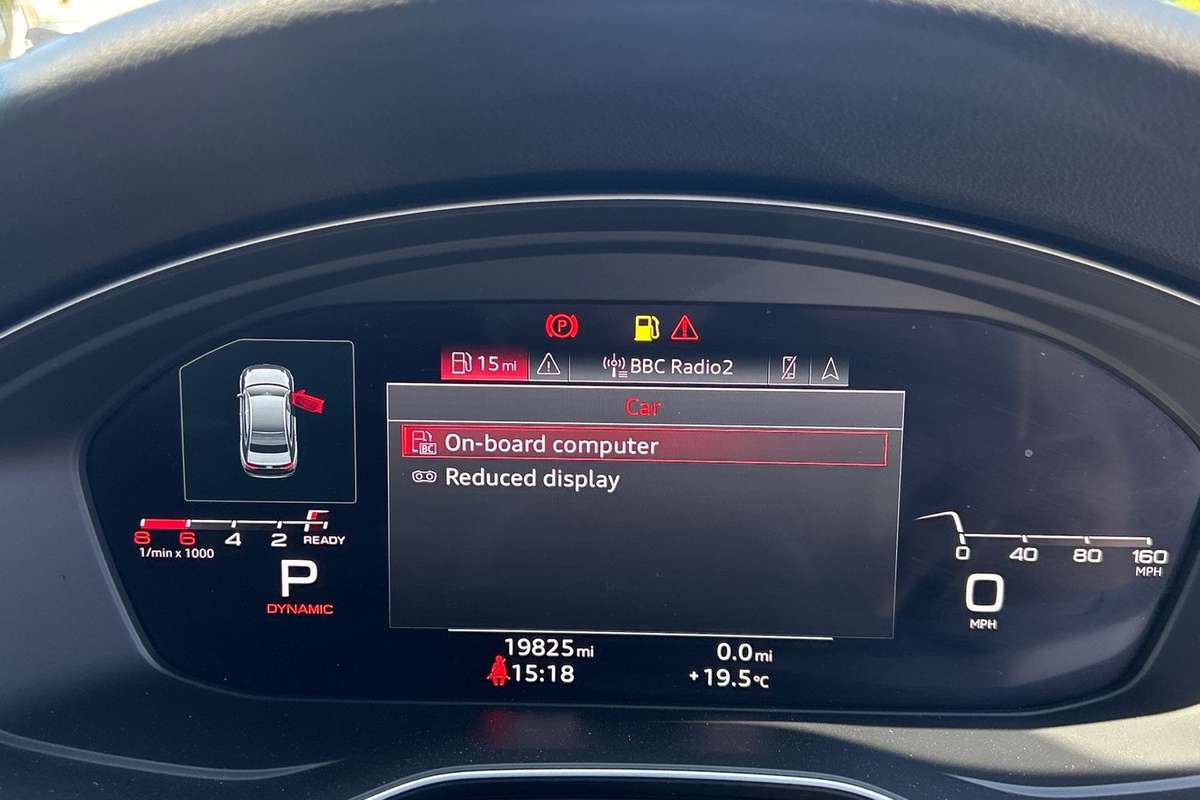 P
15 mi
BBC Radio2
Car
BC
On-board computer
Reduced display
8 6 4 2 READY
1/min x 1000
P
DYNAMIC
0 40 80 160
MPH
0
MPH
19825 mi 0.0 mi
15:18 +19.5°C